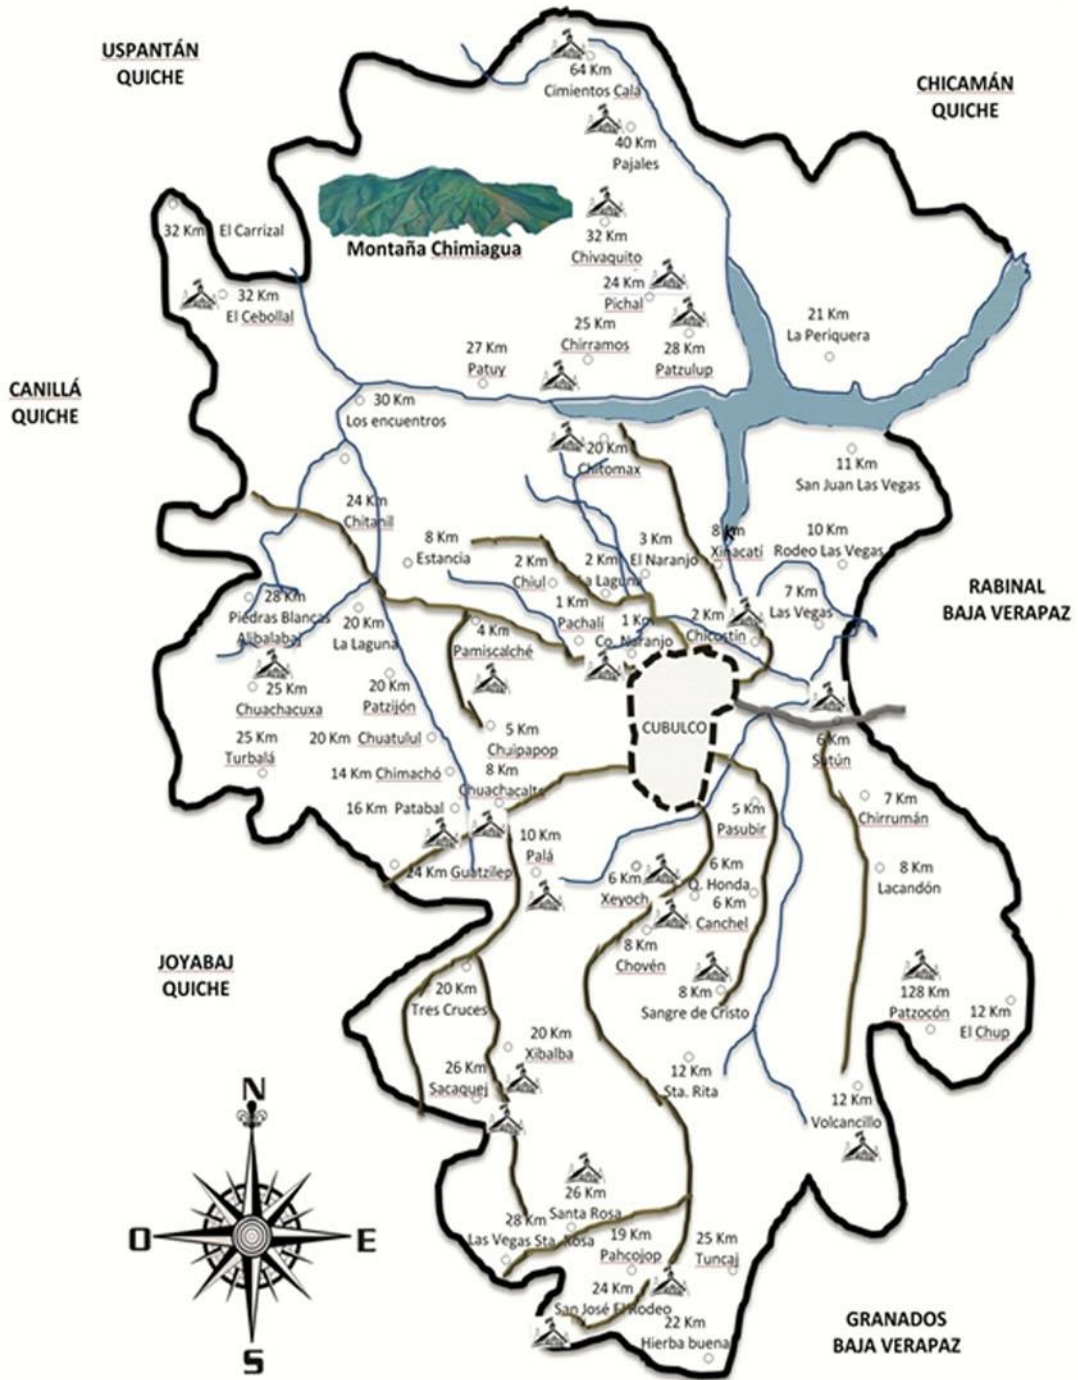 USPANTÁN
QUICHE
CHICAMÁN
QUICHE
64 Km
Cimientos Calá
40 Km
Pajales
32 Km
El Carrizal
Montaña Chimiagua
32 Km
Chivaquito
24 Km
Pichal
32 Km
El Cebollal
25 Km
Chirramos
28 Km
Patzulup
21 Km
La Periquera
27 Km
Patuy
CANILLÁ
QUICHE
30 Km
Los encuentros
20 Km
Chitomax
11 Km
San Juan Las Vegas
24 Km
Chitanil
8 Km
Estancia
2 Km
Chiul
2 Km
La Laguna
3 Km
El Naranjo
8 Km
Xinacatí
10 Km
Rodeo Las Vegas
7 Km
Las Vegas
RABINAL
BAJA VERAPAZ
28 Km
Piedras Blancas
Alibalabaj
20 Km
La Laguna
4 Km
Pamiscalché
1 Km
Pachalí
1 Km
Co. Naranjo
2 Km
Chicostin
25 Km
Chuachacuxa
20 Km
Patzijón
CUBULCO
25 Km
Turbalá
20 Km Chuatulul
5 Km
Chuipapop
6 Km
Sutún
14 Km Chimachó
8 Km
Chuachacalte
16 Km Patabal
5 Km
Pasubir
7 Km
Chirrumán
24 Km Guatzilep
10 Km
Palá
6 Km
Xeyoch
6 Km
Q. Honda
6 Km
Canchel
8 Km
Lacandón
JOYABAJ
QUICHE
8 Km
Chovén
20 Km
Tres Cruces
8 Km
Sangre de Cristo
128 Km
Patzocón
12 Km
El Chup
20 Km
Xibalba
26 Km
Sacaquej
12 Km
Sta. Rita
12 Km
Volcancillo
N
O
E
S
26 Km
Santa Rosa
28 Km
Las Vegas Sta. Rosa
19 Km
Pahcojop
25 Km
Tuncaj
24 Km
San José El Rodeo
22 Km
Hierba buena
GRANADOS
BAJA VERAPAZ